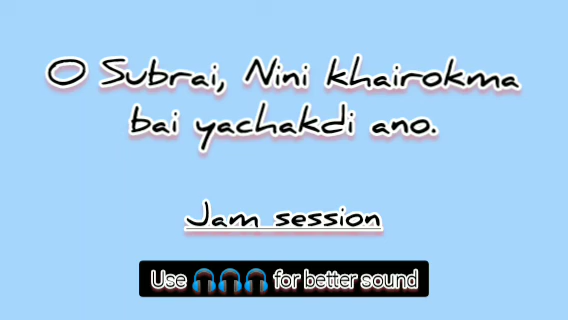 O Subrai, Nini khairokma
bai yachakdi ano.
Jam session
Use 🎧🎧🎧 for better sound